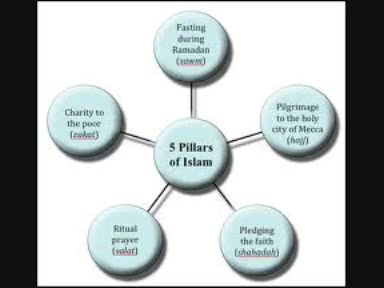 Fasting
during
Ramadan
(sawm)
Charity to
the poor
(zakat)
Pilgrimage
to the holy
city of Mecca
(hajj)
5 Pillars
of Islam
Ritual
prayer
(salat)
Pledging
the faith
(shahadah)